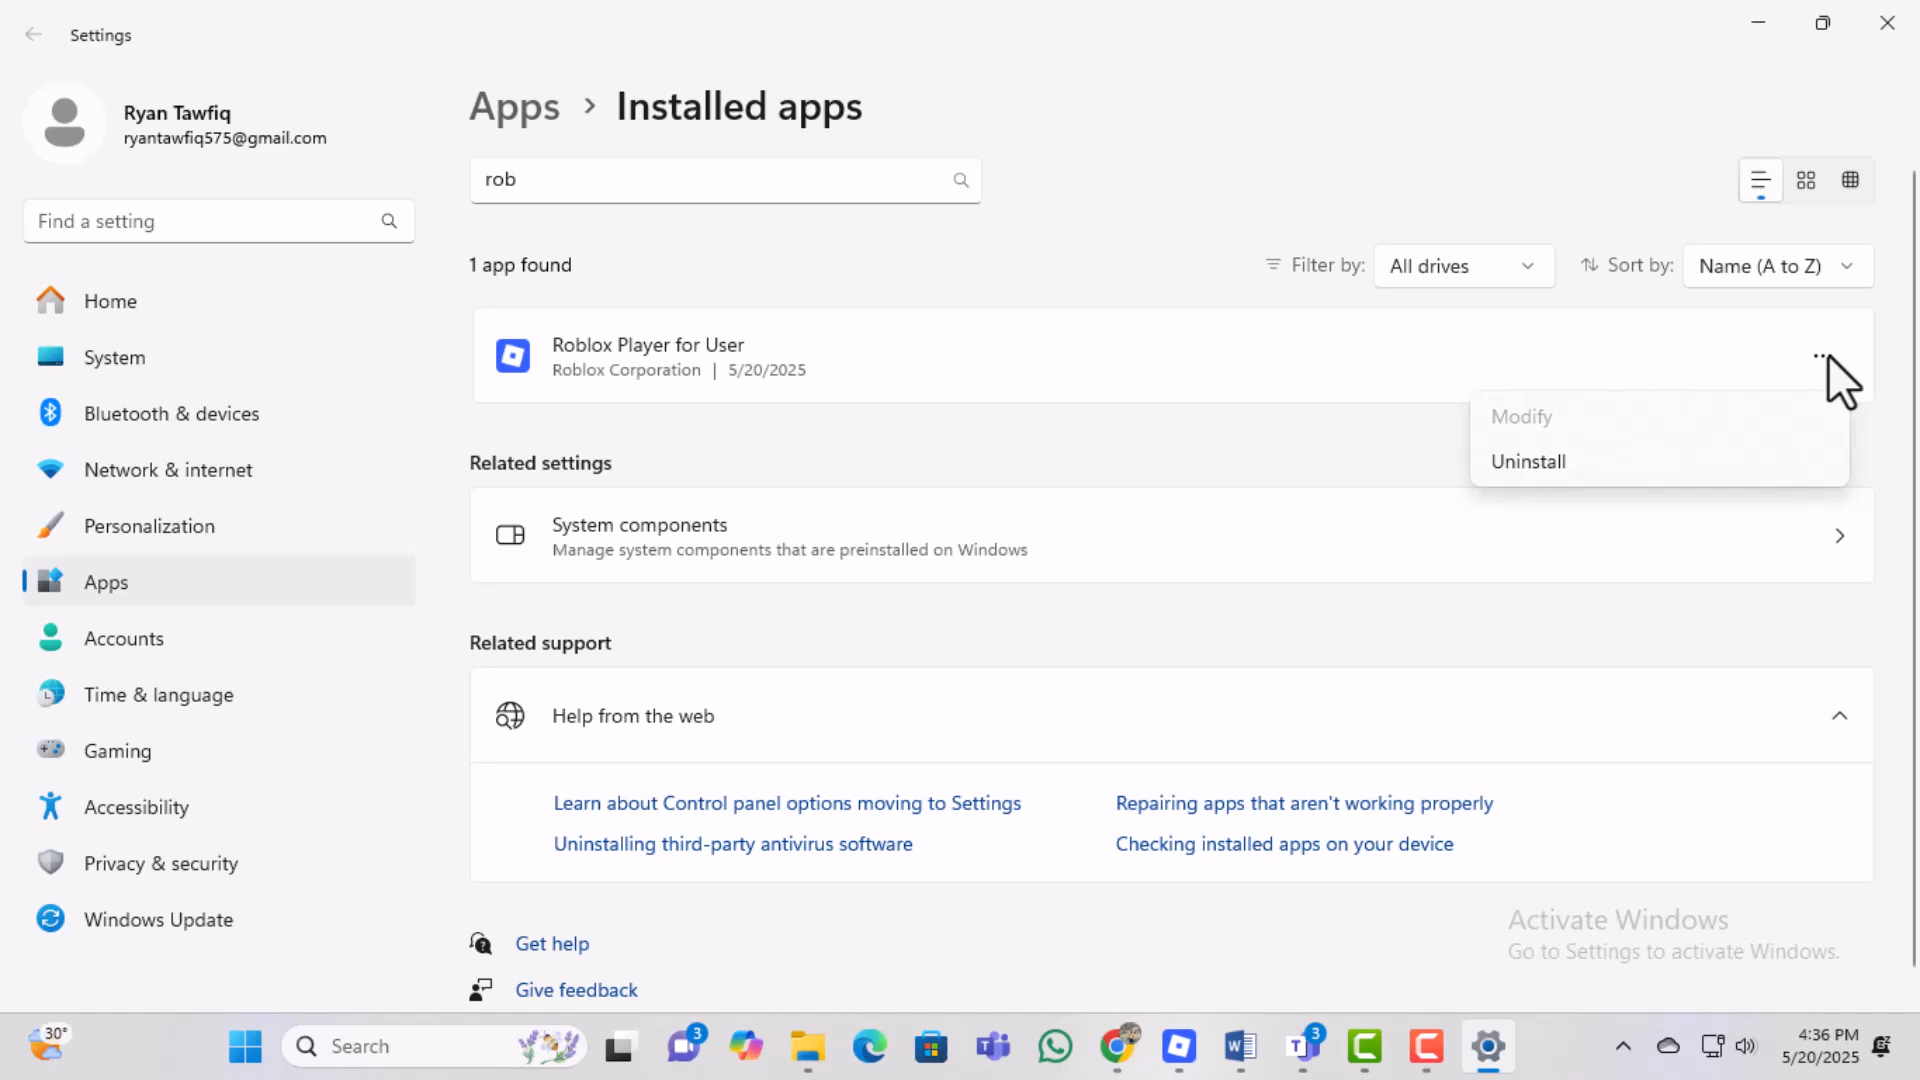 Settings
Ryan Tawfiq
ryantawfiq575@gmail.com
Find a setting
Home
System
Bluetooth & devices
Network & internet
Personalization
Apps
Accounts
Time & language
Gaming
Accessibility
Privacy & security
Windows Update
Apps > Installed apps
rob
1 app found
Filter by: All drives
Sort by: Name (A to Z)
Roblox Player for User
Roblox Corporation | 5/20/2025
Modify
Uninstall
Related settings
System components
Manage system components that are preinstalled on Windows
Related support
Help from the web
Learn about Control panel options moving to Settings
Repairing apps that aren't working properly
Uninstalling third-party antivirus software
Checking installed apps on your device
Get help
Give feedback
Activate Windows
Go to Settings to activate Windows.
30°
Search
3
3
4:36 PM
5/20/2025